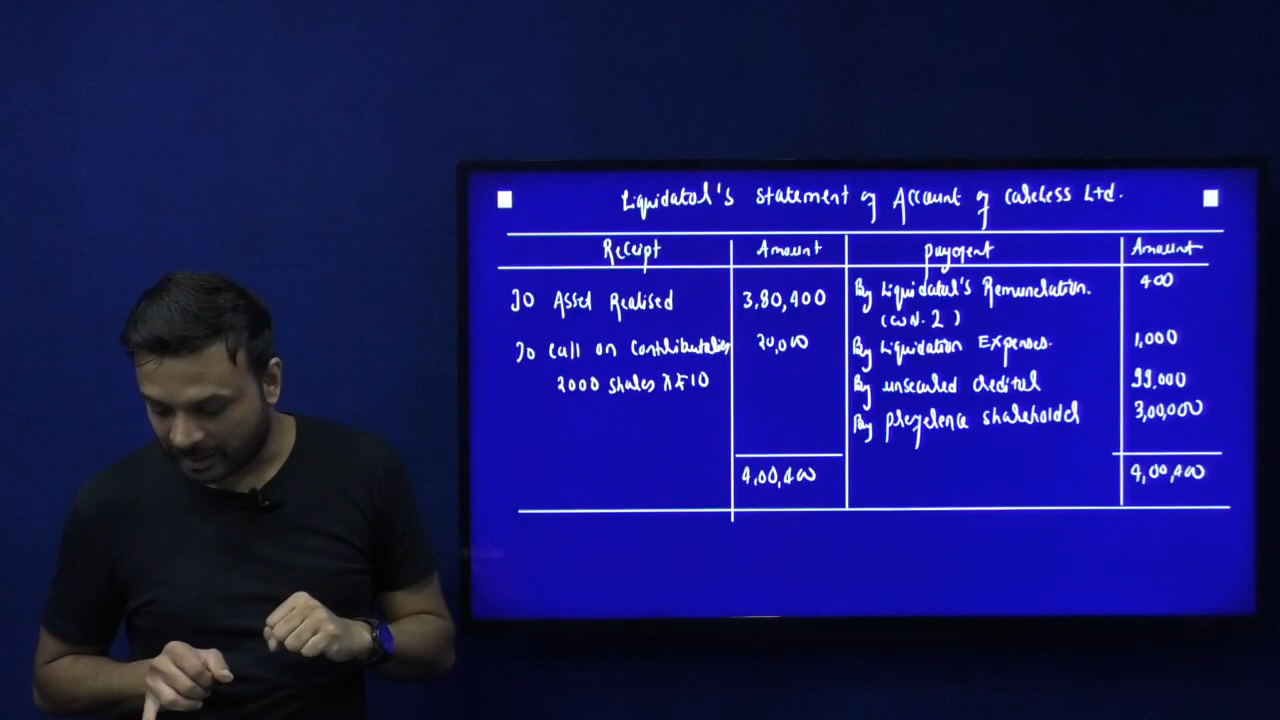 Liquidator's Statement of Account of Careless Ltd.
Receipt Amount Payment Amount
To Asset Realised 3,80,400 By Liquidator's Remuneration. 400
(WN. 2)
To Call on Contributories 20,000 By Liquidation Expenses. 1,000
2000 shares X ₹ 10 By unsecured creditor 99,000
By preference shareholder 3,00,000
4,00,400 4,00,400